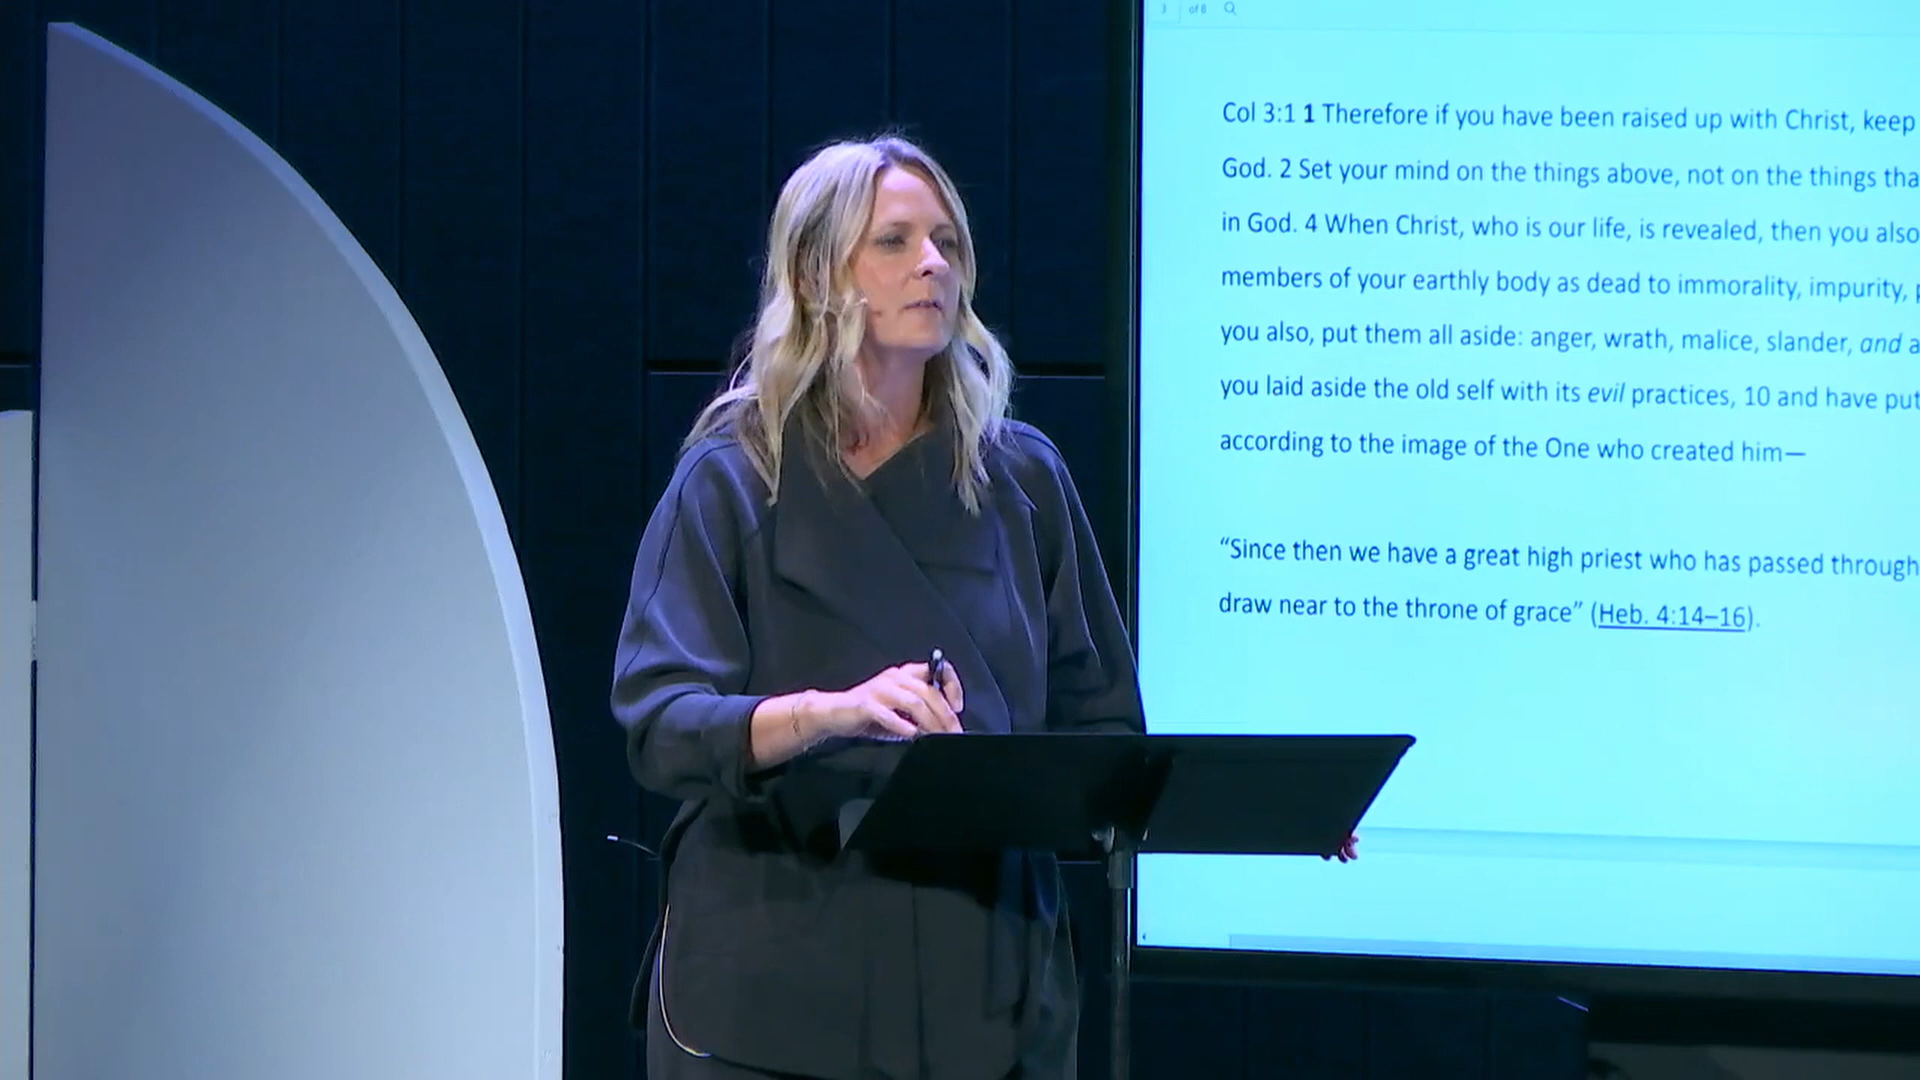 3 of 8
Col 3:1 1 Therefore if you have been raised up with Christ, keep
God. 2 Set your mind on the things above, not on the things tha
in God. 4 When Christ, who is our life, is revealed, then you also
members of your earthly body as dead to immorality, impurity,
you also, put them all aside: anger, wrath, malice, slander, and a
you laid aside the old self with its evil practices, 10 and have put
according to the image of the One who created him—
“Since then we have a great high priest who has passed through
draw near to the throne of grace” (Heb. 4:14–16).